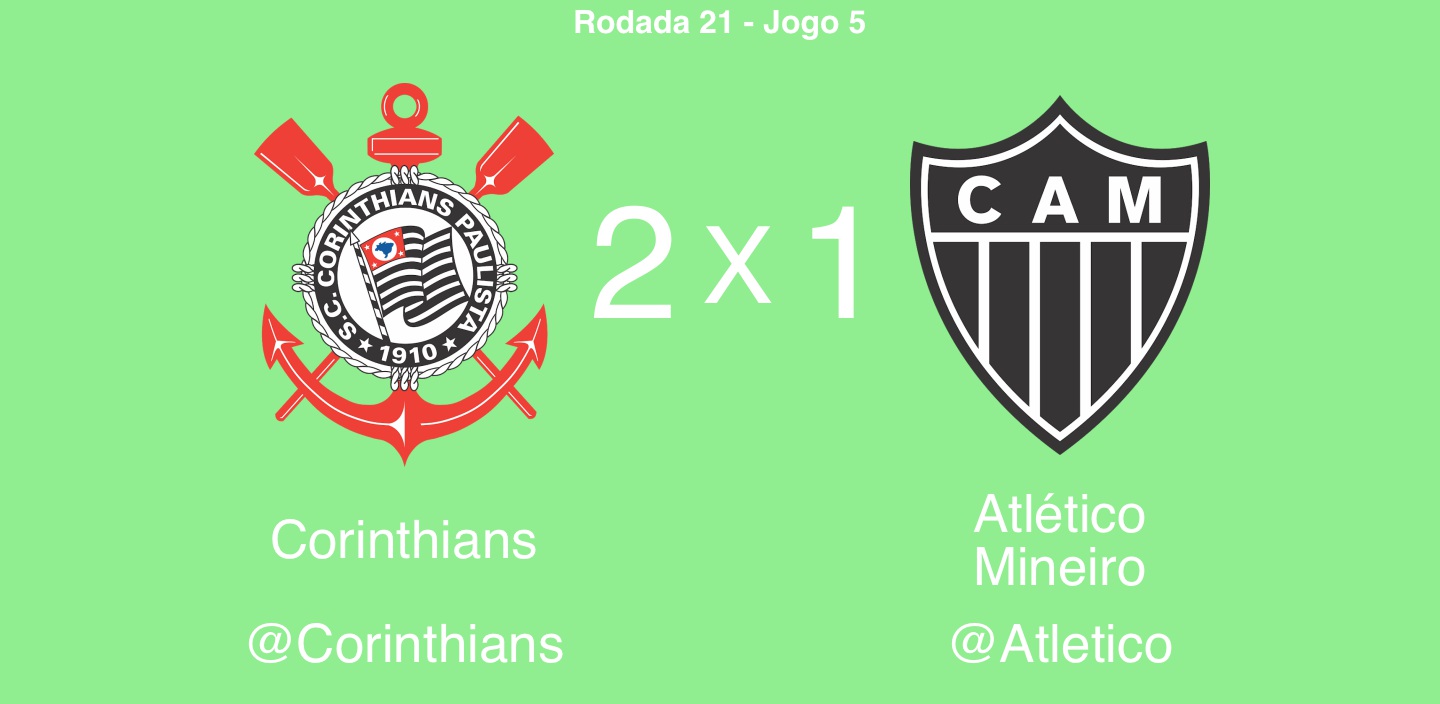 Rodada 21 - Jogo 5
S.C. CORINTHIANS PAULISTA
1910
2 x 1
CAM
Corinthians
Atlético
Mineiro
@Corinthians
@Atletico